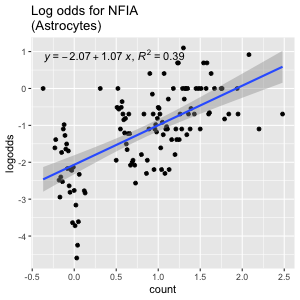 Log odds for NFIA
(Astrocytes)
y = −2.07 + 1.07 x, R² = 0.39
1
0
-1
-2
-3
-4
logodds
-0.5 0.0 0.5 1.0 1.5 2.0 2.5
count